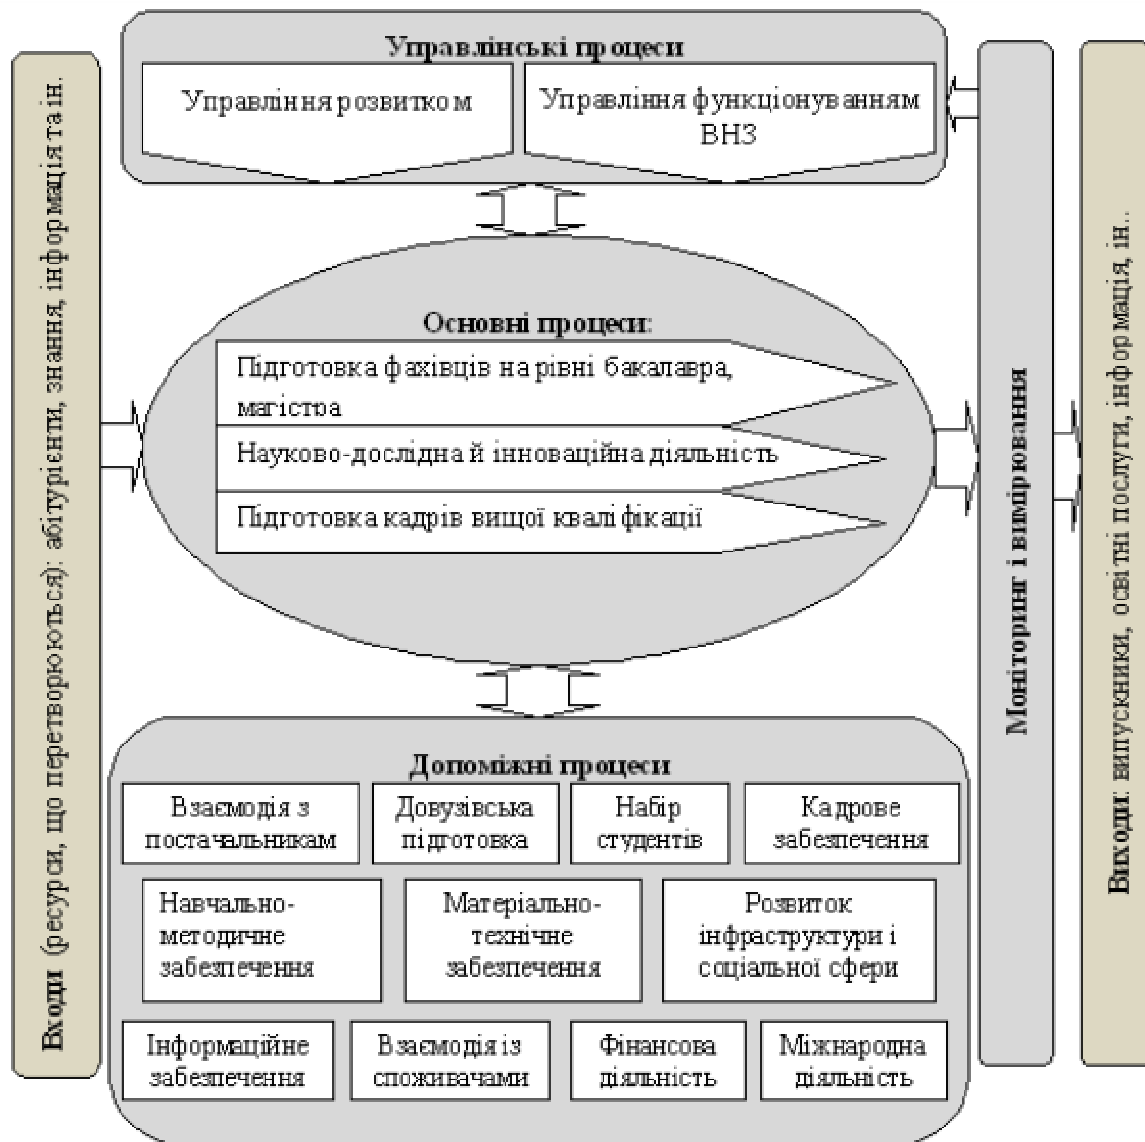 Управлінські процеси
Управління розвитком
Управління функціонуванням
ВНЗ
Входи (ресурси, що перетворюються): абітурієнти, знання, інформація та ін.
Основні процеси:
Підготовка фахівців на рівні бакалавра,
магістра
Науково-дослідна й інноваційна діяльність
Підготовка кадрів вищої кваліфікації
Моніторинг і вимірювання
Виходи: випускники, освітні послуги, інформація, ін..
Допоміжні процеси
Взаємодія з
постачальникам
Довузівська
підготовка
Набір
студентів
Кадрове
забезпечення
Навчально-
методичне
забезпечення
Матеріально-
технічне
забезпечення
Розвиток
інфраструктури і
соціальної сфери
Інформаційне
забезпечення
Взаємодія із
споживачами
Фінансова
діяльність
Міжнародна
діяльність